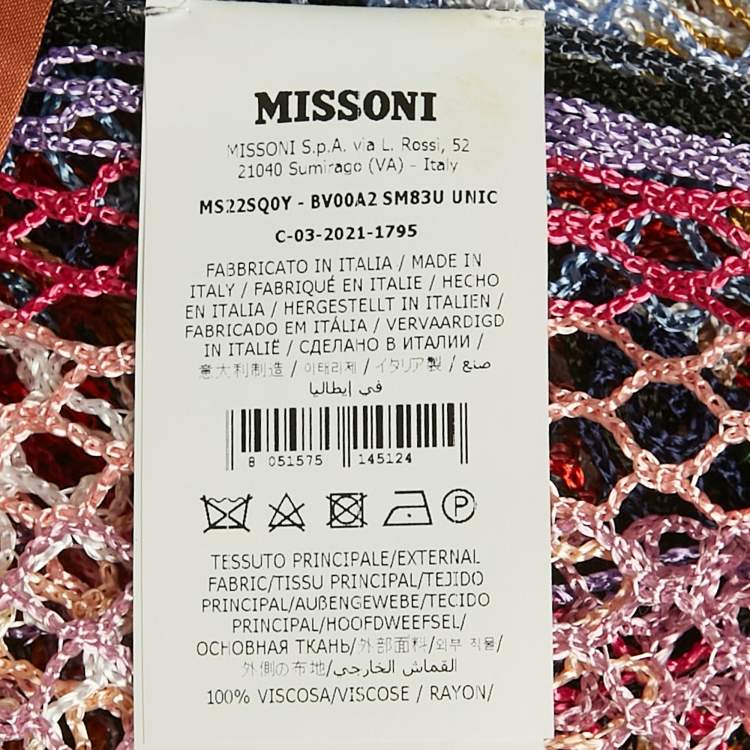 MISSONI
MISSONI S.p.A. via L. Rossi, 52
21040 Sumirago (VA) - Italy
MS22SQ0Y - BV00A2 SM83U UNIC
C-03-2021-1795
FABBRICATO IN ITALIA / MADE IN
ITALY / FABRIQUÉ EN ITALIE / HECHO
EN ITALIA / HERGESTELLT IN ITALIEN /
FABRICADO EM ITÁLIA / VERVAARDIGD
IN ITALIË / СДЕЛАНО В ИТАЛИИ /
意大利制造 / 이태리제 / イタリア製 / صنع
في إيطاليا
8 051575 145124
P
TESSUTO PRINCIPALE/EXTERNAL
FABRIC/TISSU PRINCIPAL/TEJIDO
PRINCIPAL/AUßENGEWEBE/TECIDO
PRINCIPAL/HOOFDWEEFSEL/
ОСНОВНАЯ ТКАНЬ/外部面料/외부 직물/
外側の布地/القماش الخارجي/
100% VISCOSA/VISCOSE / RAYON/